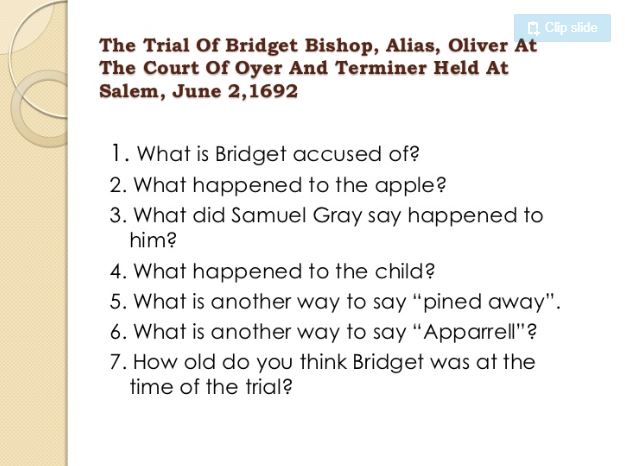 Clip slide
The Trial Of Bridget Bishop, Alias, Oliver At
The Court Of Oyer And Terminer Held At
Salem, June 2,1692
1. What is Bridget accused of?
2. What happened to the apple?
3. What did Samuel Gray say happened to
him?
4. What happened to the child?
5. What is another way to say “pined away”.
6. What is another way to say “Apparrell”?
7. How old do you think Bridget was at the
time of the trial?